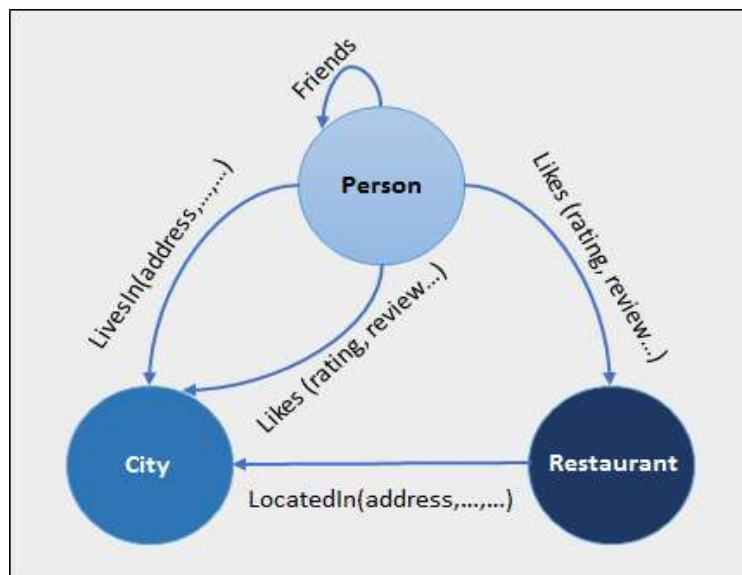 Friends
Person
LivesIn(address,...,...)
Likes (rating, review...)
Likes (rating, review...)
City
Restaurant
LocatedIn(address,...,...)